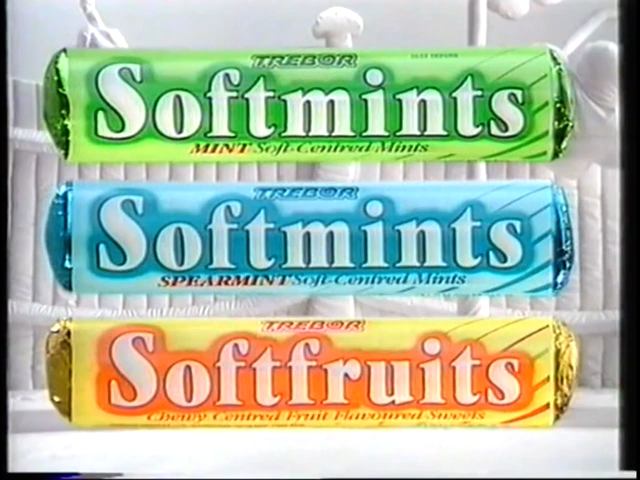 TREBOR
Softmints
MINT Soft-Centred Mints
TREBOR
Softmints
SPEARMINT Soft-Centred Mints
TREBOR
Softfruits
Chewy Centred Fruit Flavoured Sweets